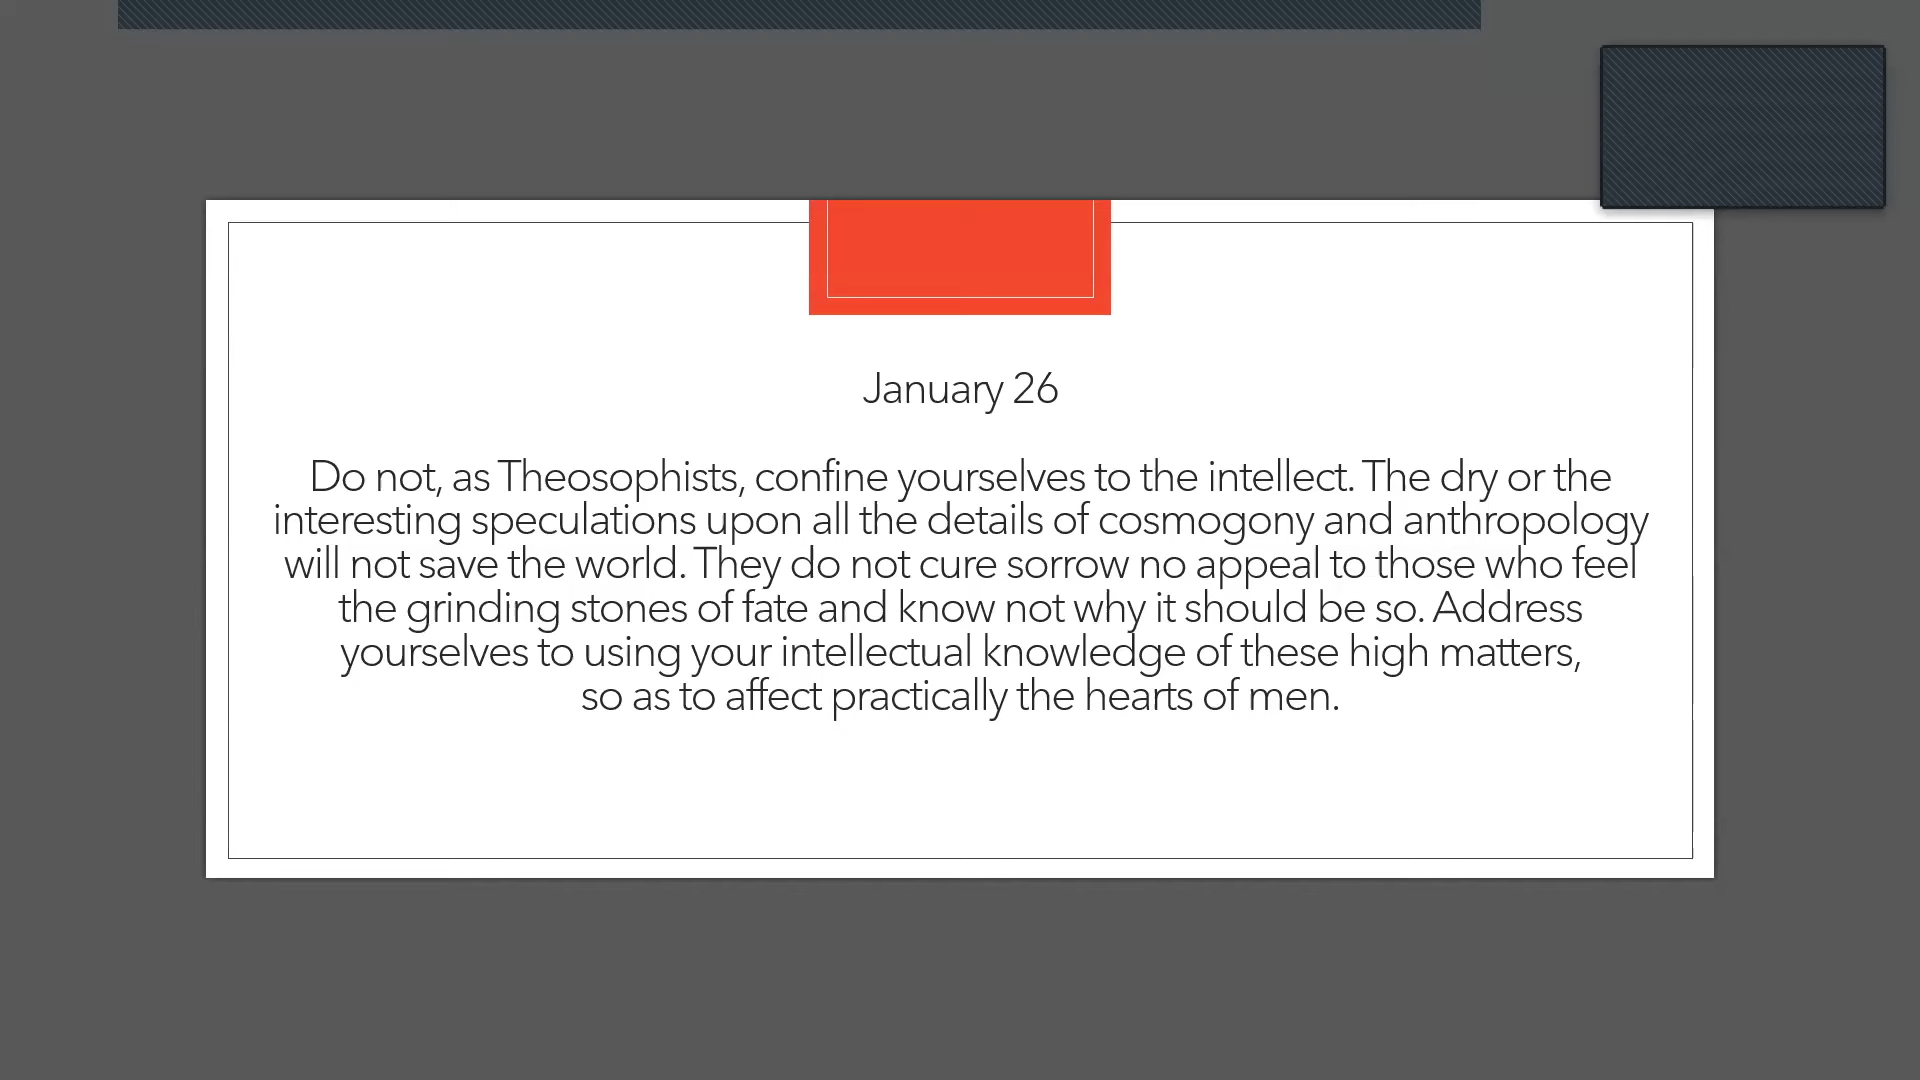 January 26
Do not, as Theosophists, confine yourselves to the intellect. The dry or the
interesting speculations upon all the details of cosmogony and anthropology
will not save the world. They do not cure sorrow no appeal to those who feel
the grinding stones of fate and know not why it should be so. Address
yourselves to using your intellectual knowledge of these high matters,
so as to affect practically the hearts of men.